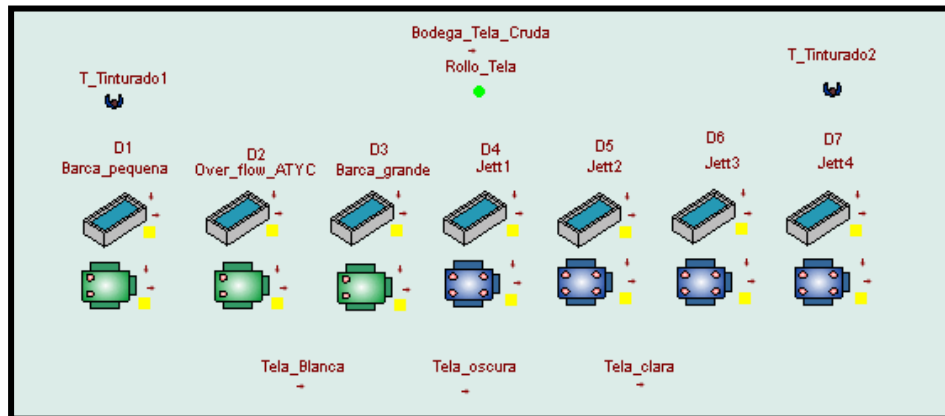 Bodega_Tela_Cruda
Rollo_Tela
T_Tinturado1
T_Tinturado2
D1
Barca_pequena
D2
Over_flow_ATYC
D3
Barca_grande
D4
Jett1
D5
Jett2
D6
Jett3
D7
Jett4
Tela_Blanca
Tela_oscura
Tela_clara